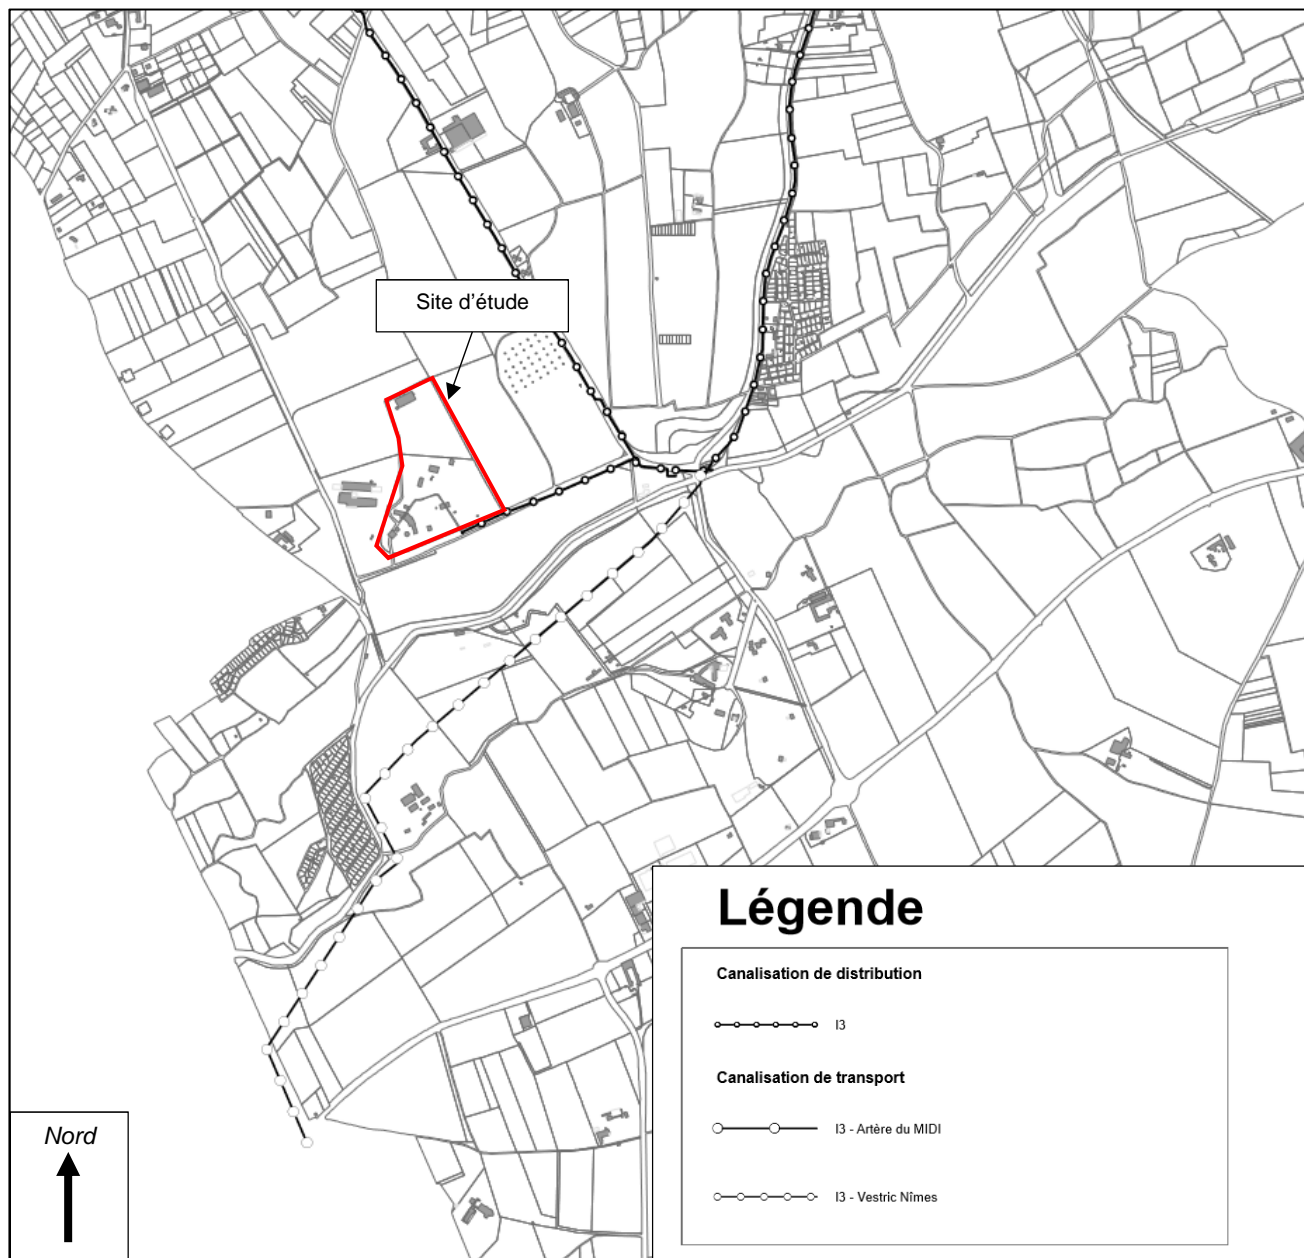 Site d'étude
Légende
Canalisation de distribution
I3
Canalisation de transport
I3 - Artère du MIDI
I3 - Vestric Nîmes
Nord